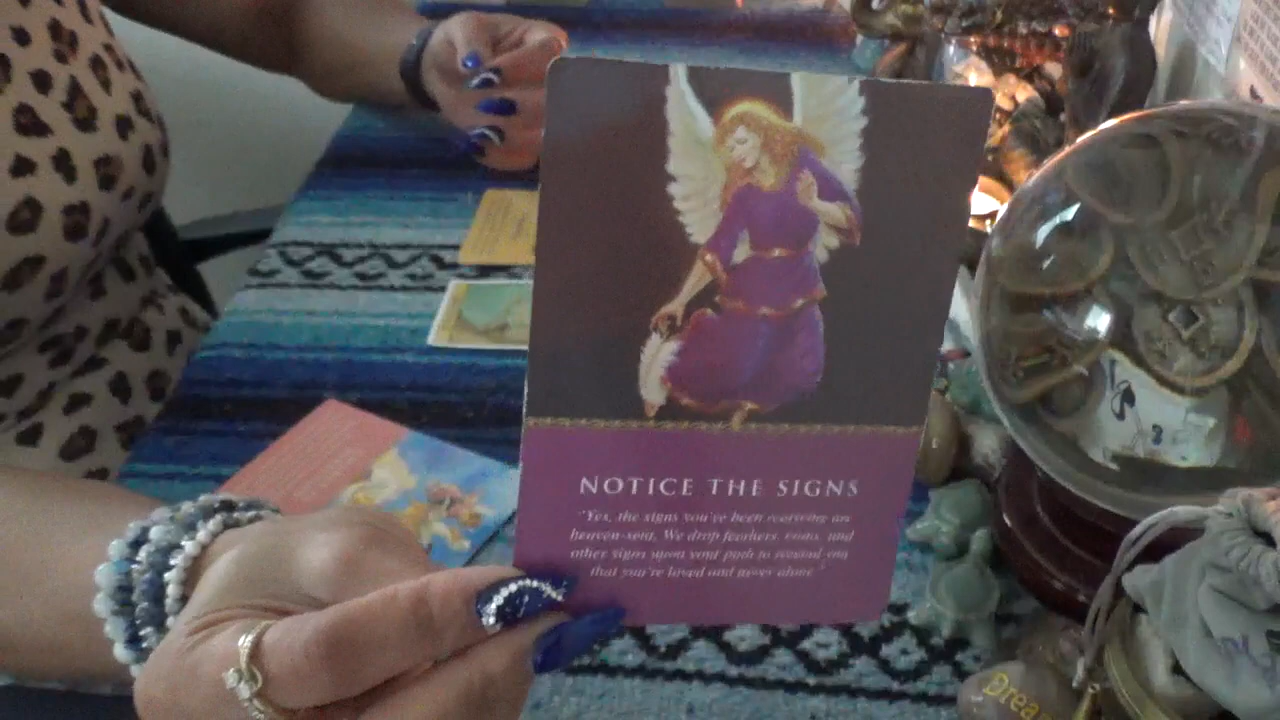 NOTICE THE SIGNS
"Yes, the signs you've been receiving are
heaven-sent. We drop feathers, coins, and
other signs upon your path to remind you
that you're loved and never alone."
Drea